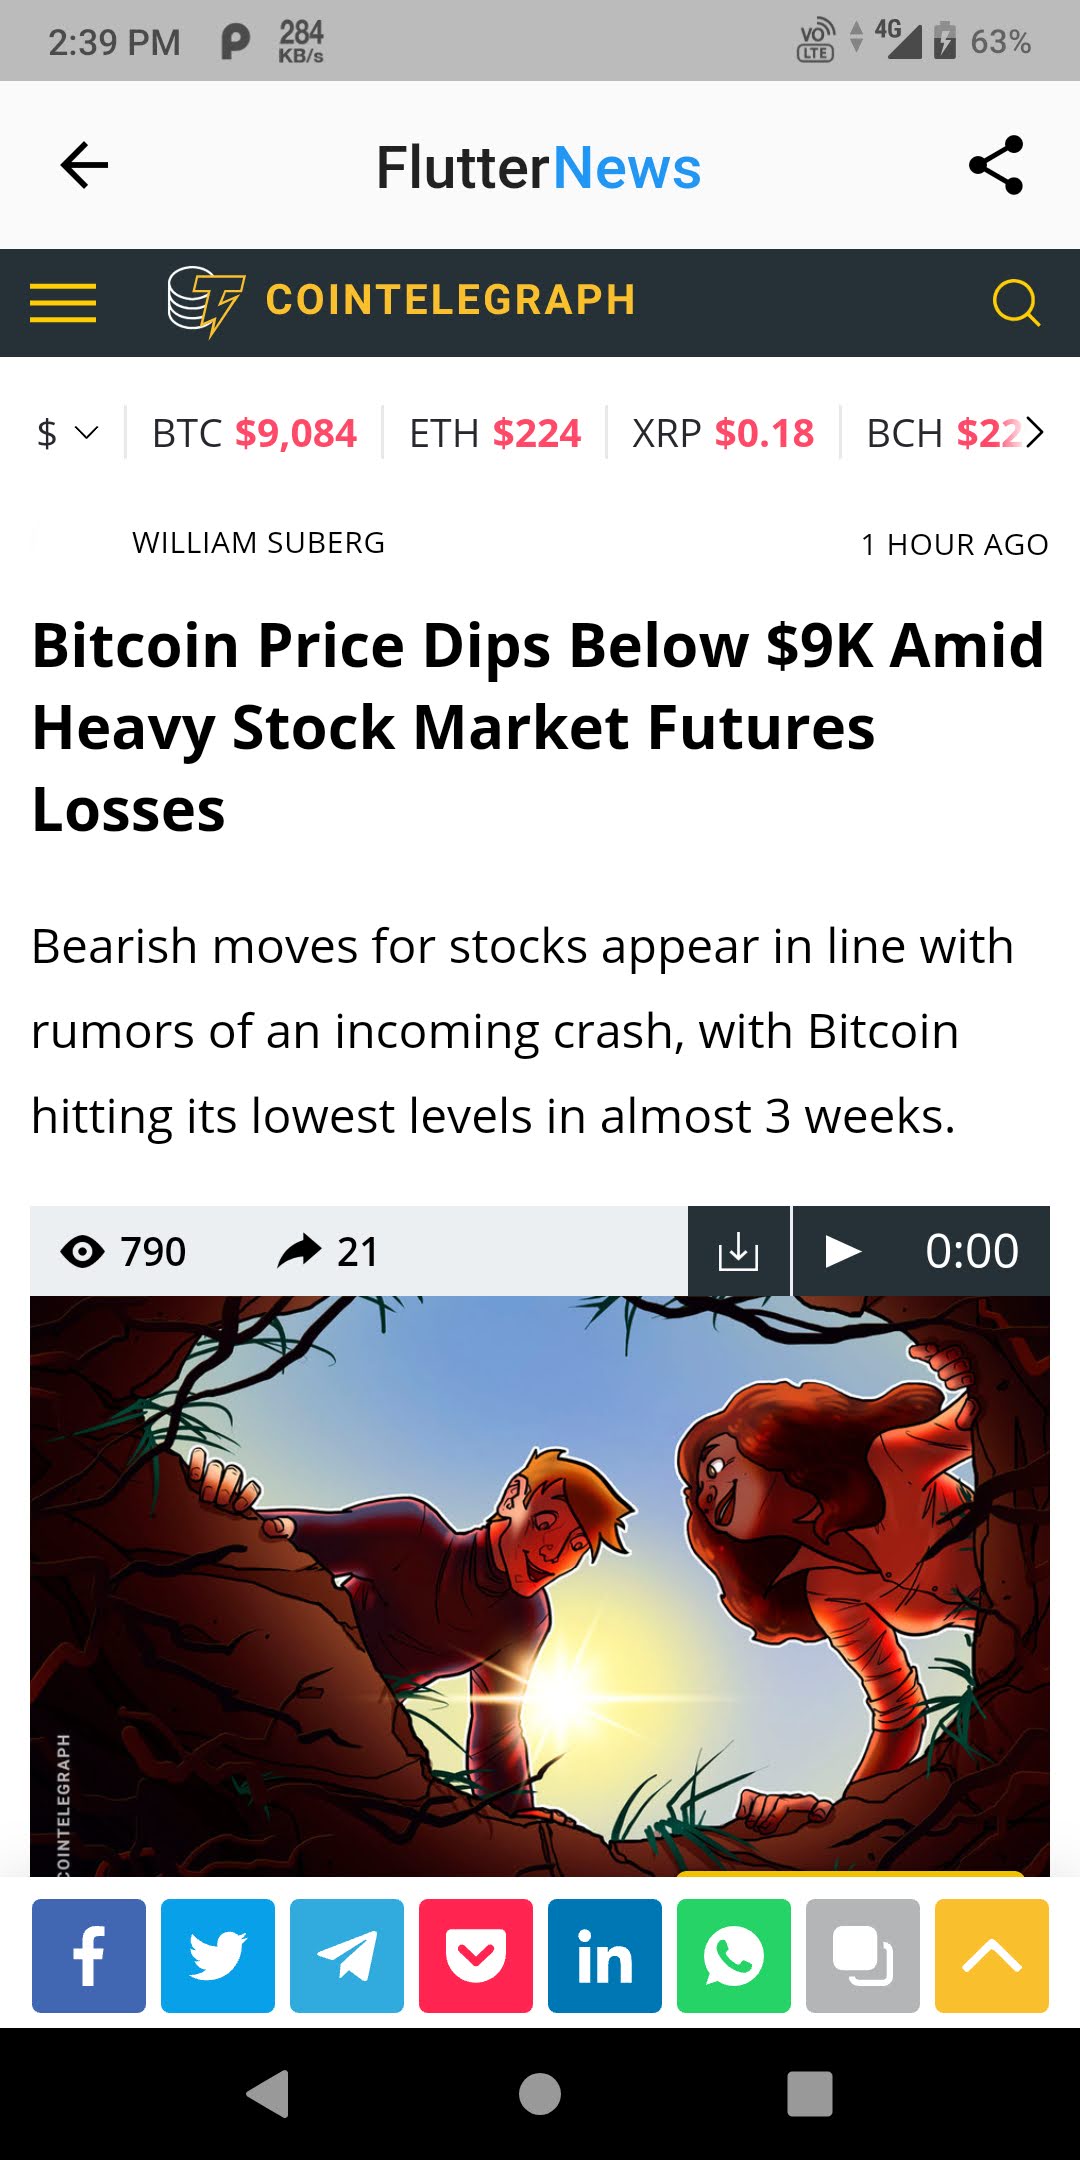 2:39 PM
284
KB/s
VO
LTE
4G
63%
FlutterNews
COINTELEGRAPH
$ BTC $9,084 ETH $224 XRP $0.18 BCH $22
WILLIAM SUBERG
1 HOUR AGO
Bitcoin Price Dips Below $9K Amid
Heavy Stock Market Futures
Losses
Bearish moves for stocks appear in line with
rumors of an incoming crash, with Bitcoin
hitting its lowest levels in almost 3 weeks.
790 21 0:00
COINTELEGRAPH